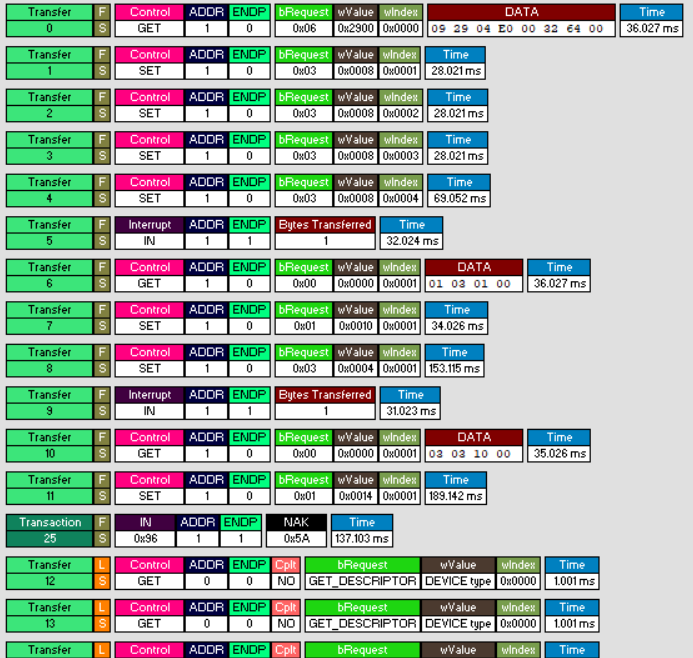 Transfer F Control ADDR ENDP bRequest wValue wIndex DATA Time
0 S GET 1 0 0x06 0x2900 0x0000 09 29 04 E0 00 32 64 00 36.027 ms
Transfer F Control ADDR ENDP bRequest wValue wIndex Time
1 S SET 1 0 0x03 0x0008 0x0001 28.021 ms
Transfer F Control ADDR ENDP bRequest wValue wIndex Time
2 S SET 1 0 0x03 0x0008 0x0002 28.021 ms
Transfer F Control ADDR ENDP bRequest wValue wIndex Time
3 S SET 1 0 0x03 0x0008 0x0003 28.021 ms
Transfer F Control ADDR ENDP bRequest wValue wIndex Time
4 S SET 1 0 0x03 0x0008 0x0004 69.052 ms
Transfer F Interrupt ADDR ENDP Bytes Transferred Time
5 S IN 1 1 1 32.024 ms
Transfer F Control ADDR ENDP bRequest wValue wIndex DATA Time
6 S GET 1 0 0x00 0x0000 0x0001 01 03 01 00 36.027 ms
Transfer F Control ADDR ENDP bRequest wValue wIndex Time
7 S SET 1 0 0x01 0x0010 0x0001 34.026 ms
Transfer F Control ADDR ENDP bRequest wValue wIndex Time
8 S SET 1 0 0x03 0x0004 0x0001 153.115 ms
Transfer F Interrupt ADDR ENDP Bytes Transferred Time
9 S IN 1 1 1 31.023 ms
Transfer F Control ADDR ENDP bRequest wValue wIndex DATA Time
10 S GET 1 0 0x00 0x0000 0x0001 03 03 10 00 35.026 ms
Transfer F Control ADDR ENDP bRequest wValue wIndex Time
11 S SET 1 0 0x01 0x0014 0x0001 189.142 ms
Transaction F IN ADDR ENDP NAK Time
25 S 0x96 1 1 0x5A 137.103 ms
Transfer L Control ADDR ENDP Cplt bRequest wValue wIndex Time
12 S GET 0 0 NO GET_DESCRIPTOR DEVICE type 0x0000 1.001 ms
Transfer L Control ADDR ENDP Cplt bRequest wValue wIndex Time
13 S GET 0 0 NO GET_DESCRIPTOR DEVICE type 0x0000 1.001 ms
Transfer L Control ADDR ENDP Cplt bRequest wValue wIndex Time